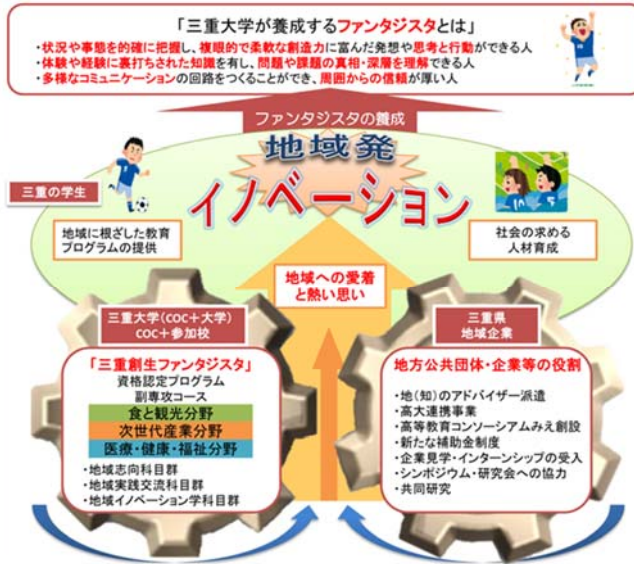 「三重大学が養成するファンタジスタとは」
・状況や事態を的確に把握し、複眼的で柔軟な創造力に富んだ発想や思考と行動ができる人
・体験や経験に裏打ちされた知識を有し、問題や課題の真相・深層を理解できる人
・多様なコミュニケーションの回路をつくることができ、周囲からの信頼が厚い人
ファンタジスタの養成
地域発
イノベーション
三重の学生
地域に根ざした教育
プログラムの提供
社会の求める
人材育成
地域への愛着
と熱い思い
三重大学(COC+大学)
COC+参加校
「三重創生ファンタジスタ」
資格認定プログラム
副専攻コース
食と観光分野
次世代産業分野
医療・健康・福祉分野
・地域志向科目群
・地域実践交流科目群
・地域イノベーション学科目群
三重県
地域企業
地方公共団体・企業等の役割
・地(知)のアドバイザー派遣
・高大連携事業
・高等教育コンソーシアムみえ創設
・新たな補助金制度
・企業見学・インターンシップの受入
・シンポジウム・研究会への協力
・共同研究